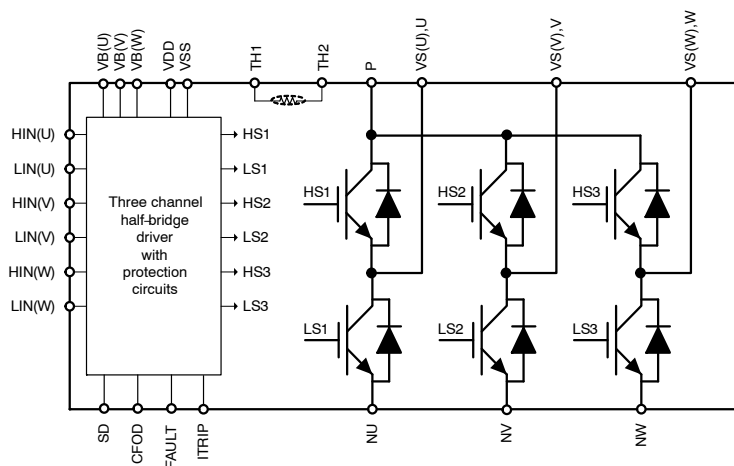 VB(U)
VB(V)
VB(W)
VDD
VSS
TH1
TH2
P
VS(U),U
VS(V),V
VS(W),W
HIN(U)
LIN(U)
HIN(V)
LIN(V)
HIN(W)
LIN(W)
Three channel
half-bridge
driver
with
protection
circuits
HS1
LS1
HS2
LS2
HS3
LS3
HS1
HS2
HS3
LS1
LS2
LS3
SD
CFOD
FAULT
ITRIP
NU
NV
NW